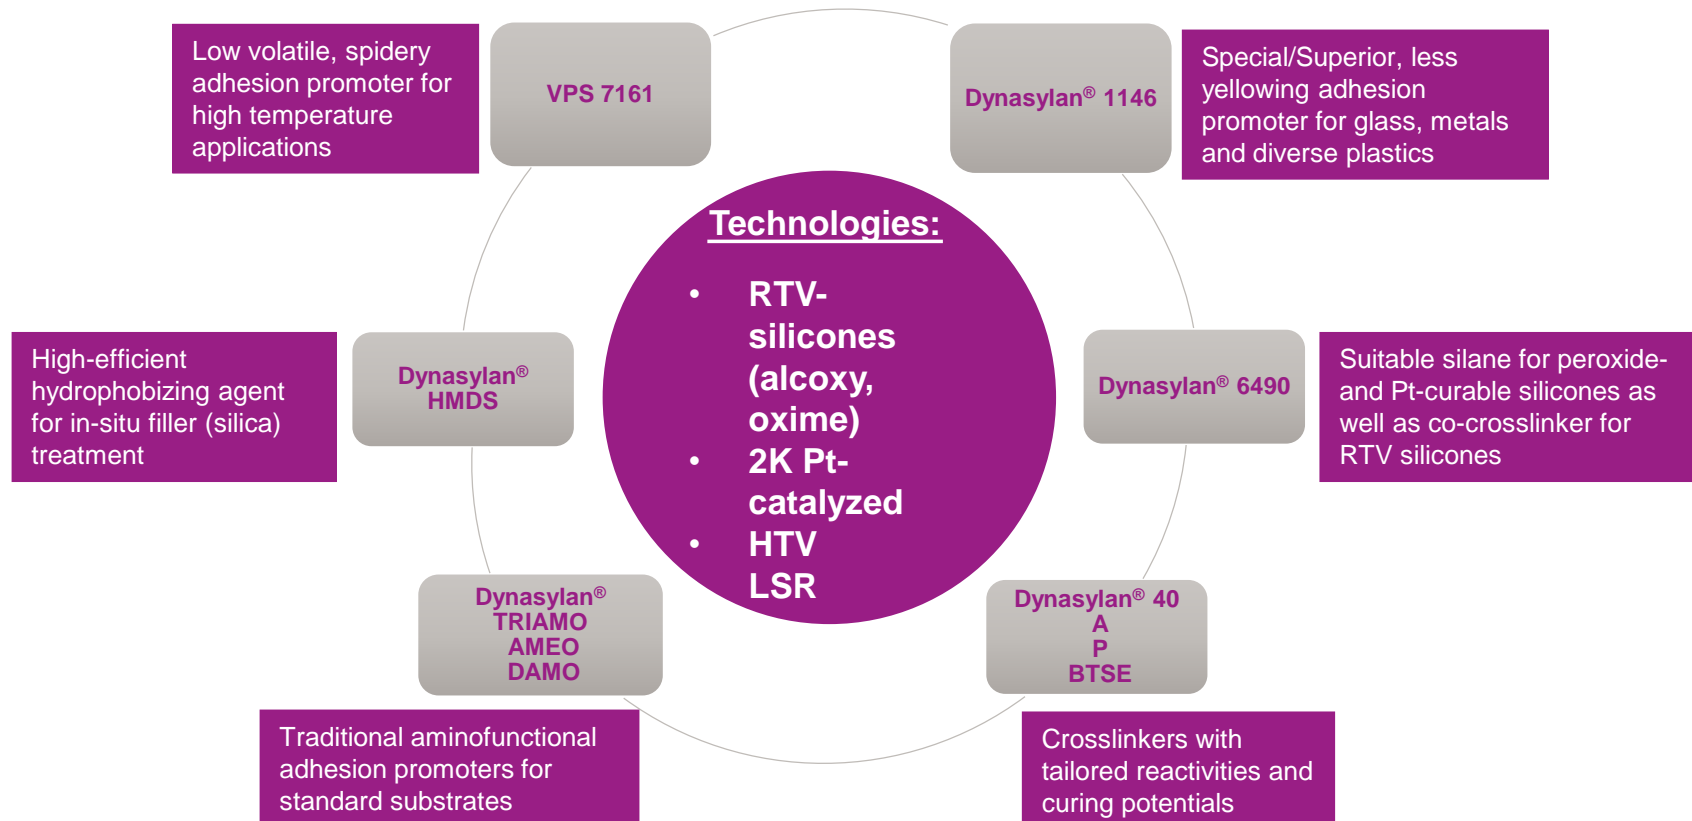 Low volatile, spidery
adhesion promoter for
high temperature
applications
VPS 7161
Dynasylan® 1146
Special/Superior, less
yellowing adhesion
promoter for glass, metals
and diverse plastics
Technologies:
• RTV-
silicones
(alcoxy,
oxime)
• 2K Pt-
catalyzed
• HTV
LSR
High-efficient
hydrophobizing agent
for in-situ filler (silica)
treatment
Dynasylan®
HMDS
Dynasylan® 6490
Suitable silane for peroxide-
and Pt-curable silicones as
well as co-crosslinker for
RTV silicones
Dynasylan®
TRIAMO
AMEO
DAMO
Dynasylan® 40
A
P
BTSE
Traditional aminofunctional
adhesion promoters for
standard substrates
Crosslinkers with
tailored reactivities and
curing potentials